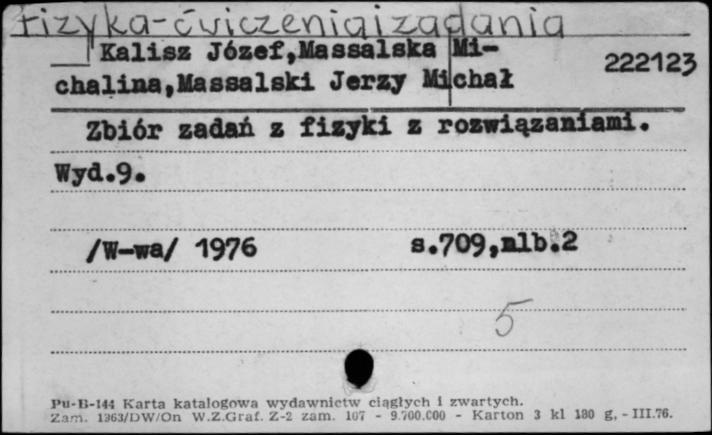 fizyka-ćwiczenia i zadania
Kalisz Józef,Massalska Mi-
chalina,Massalski Jerzy Michał
222123
Zbiór zadań z fizyki z rozwiązaniami.
Wyd.9.
/W-wa/ 1976 s.709,nlb.2
5
Pu-B-144 Karta katalogowa wydawnictw ciągłych i zwartych.
Zam. 1363/DW/On W.Z.Graf. Z-2 zam. 107 - 9.700.000 - Karton 3 kl 180 g, - III.76.